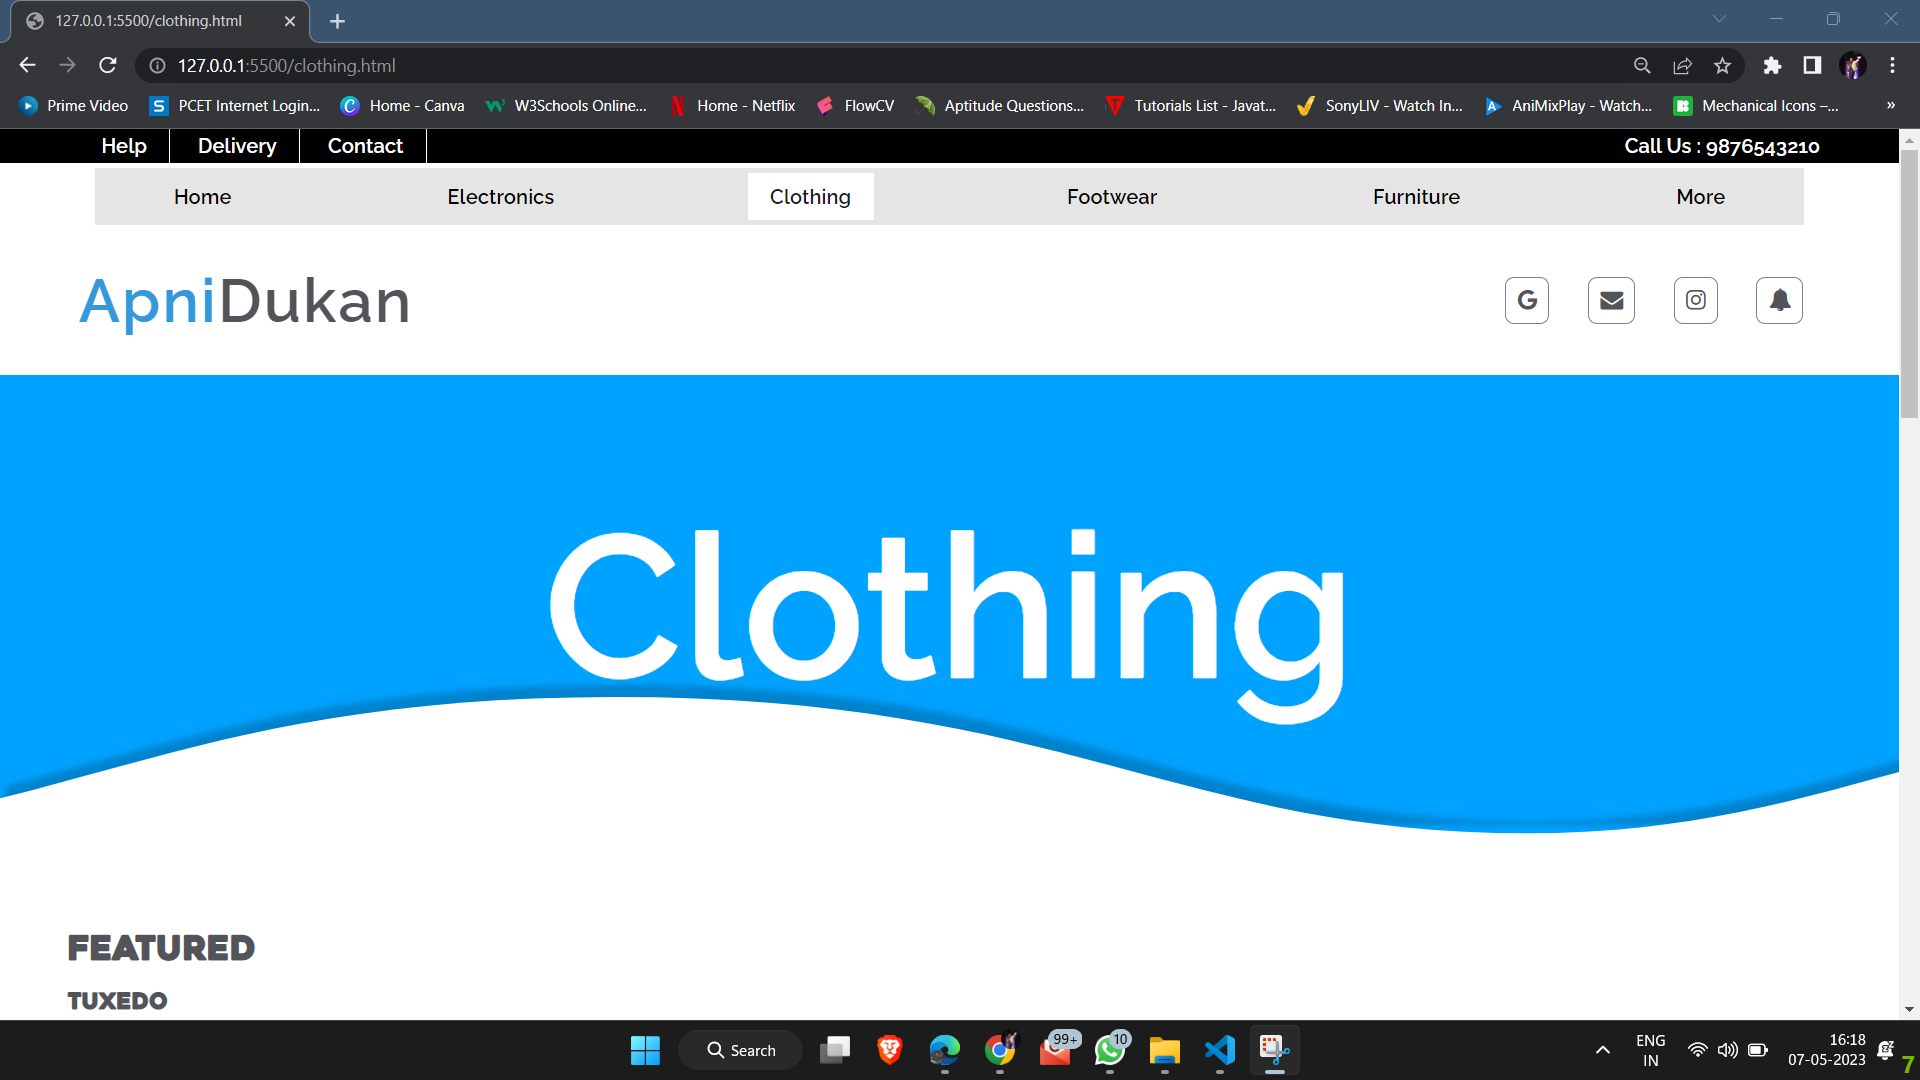 127.0.0.1:5500/clothing.html
127.0.0.1:5500/clothing.html
Prime Video PCET Internet Login... Home - Canva W3Schools Online... Home - Netflix FlowCV Aptitude Questions... Tutorials List - Javat... SonyLIV - Watch In... AniMixPlay - Watch... Mechanical Icons –... »
Help Delivery Contact Call Us : 9876543210
Home Electronics Clothing Footwear Furniture More
ApniDukan
Clothing
FEATURED
TUXEDO
Search 99+ 10 ENG 16:18
IN 07-05-2023 7